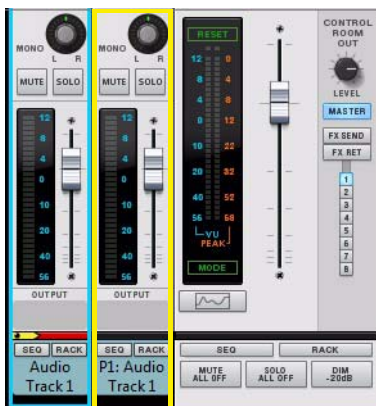 MONO
L R
MUTE SOLO
12
8
4
0
10
20
40
56
OUTPUT
SEQ RACK
Audio
Track 1
MONO
L R
MUTE SOLO
12
8
4
0
10
20
40
56
OUTPUT
SEQ RACK
P1: Audio
Track 1
RESET
12 0
8 4
4 8
0 12
10 22
20 32
40 52
56 68
VU
PEAK
MODE
CONTROL
ROOM
OUT
LEVEL
MASTER
FX SEND
FX RET
1
2
3
4
5
6
7
8
SEQ RACK
MUTE
ALL OFF
SOLO
ALL OFF
DIM
-20dB